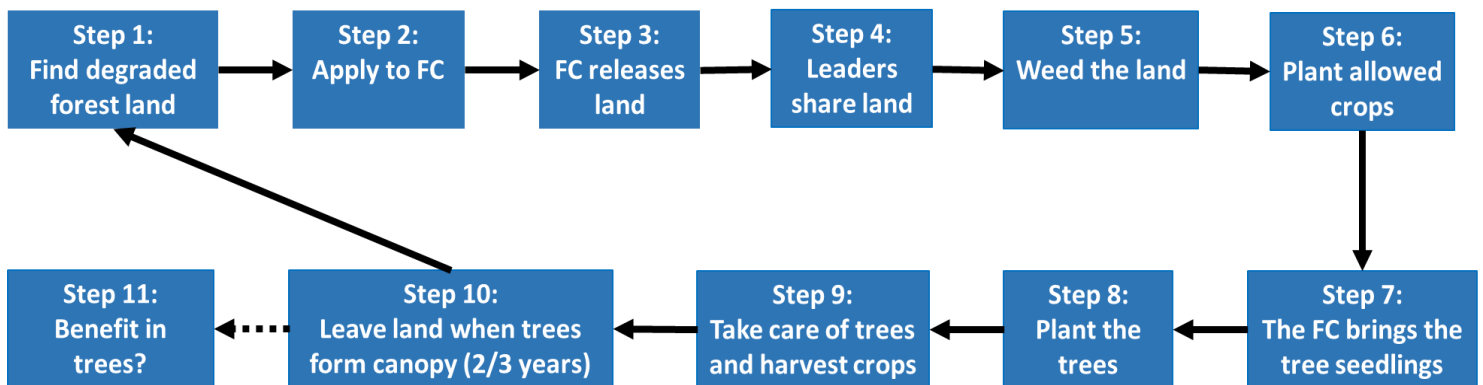 Step 1:
Find degraded
forest land
Step 2:
Apply to FC
Step 3:
FC releases
land
Step 4:
Leaders
share land
Step 5:
Weed the land
Step 6:
Plant allowed
crops
Step 7:
The FC brings the
tree seedlings
Step 8:
Plant the
trees
Step 9:
Take care of trees
and harvest crops
Step 10:
Leave land when trees
form canopy (2/3 years)
Step 11:
Benefit in
trees?